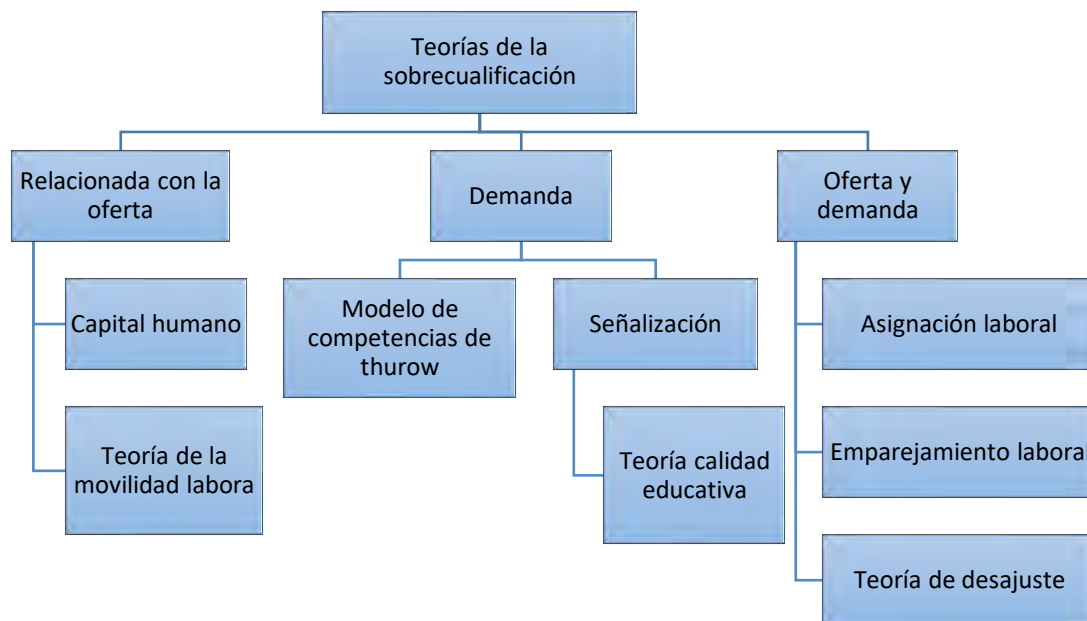 Teorías de la
sobrecualificación
Relacionada con la
oferta
Demanda
Oferta y
demanda
Capital humano
Teoría de la
movilidad labora
Modelo de
competencias de
thurow
Señalización
Teoría calidad
educativa
Asignación laboral
Emparejamiento laboral
Teoría de desajuste